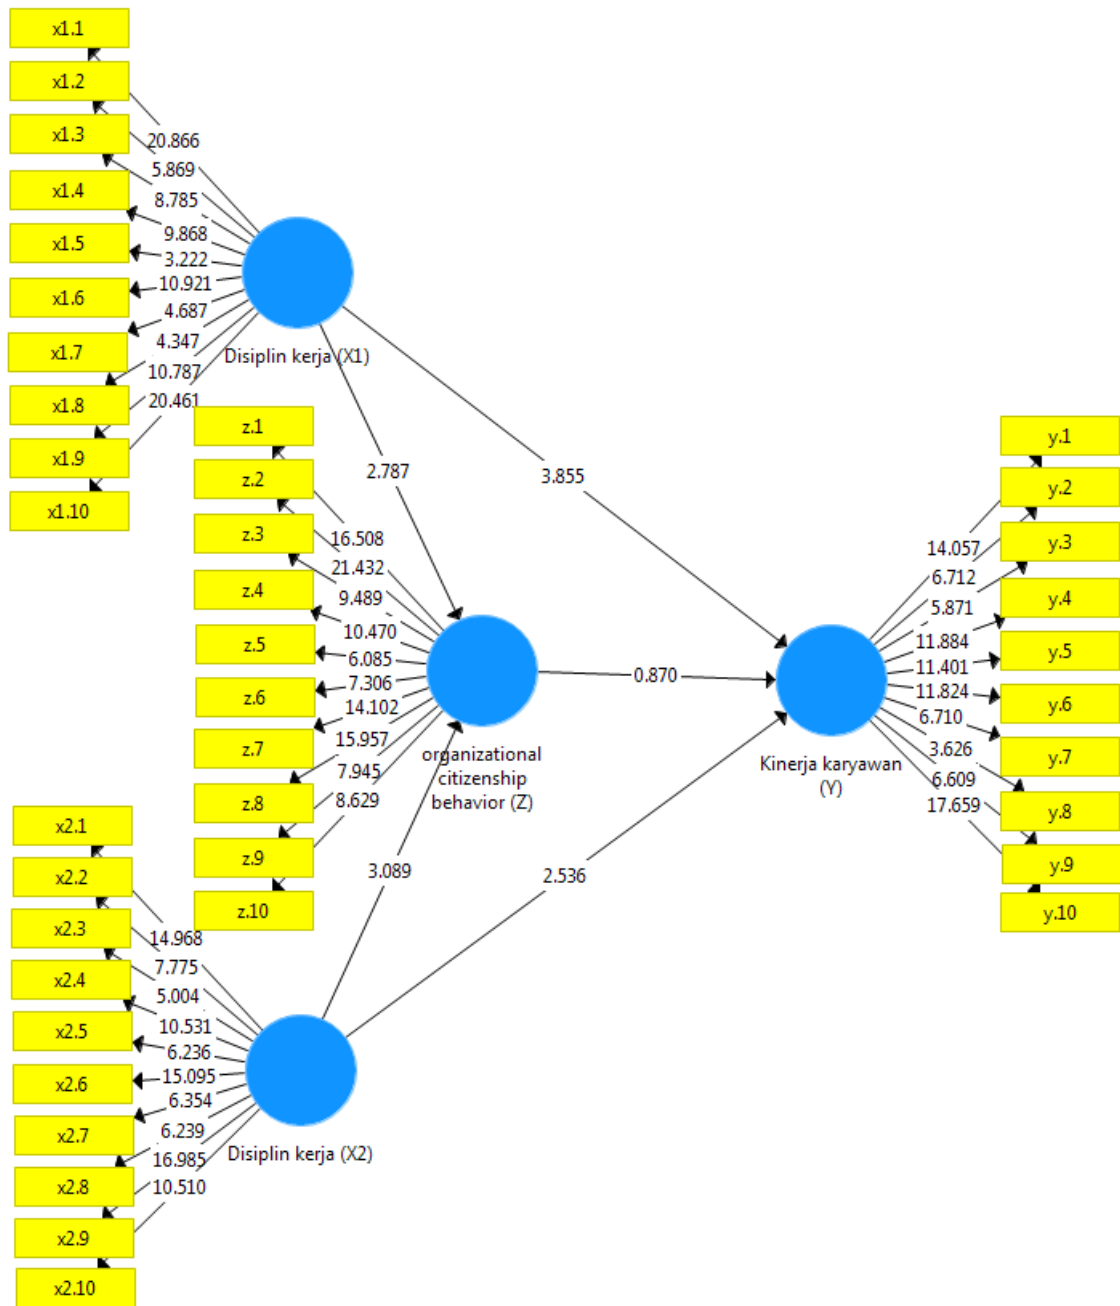 x1.1
x1.2
x1.3
x1.4
x1.5
x1.6
x1.7
x1.8
x1.9
x1.10
20.866
5.869
8.785
9.868
3.222
10.921
4.687
4.347
10.787
20.461
Disiplin kerja (X1)
2.787
3.855
z.1
z.2
z.3
z.4
z.5
z.6
z.7
z.8
z.9
z.10
16.508
21.432
9.489
10.470
6.085
7.306
14.102
15.957
7.945
8.629
organizational
citizenship
behavior (Z)
0.870
3.089
2.536
Kinerja karyawan
(Y)
14.057
6.712
5.871
11.884
11.401
11.824
6.710
3.626
6.609
17.659
y.1
y.2
y.3
y.4
y.5
y.6
y.7
y.8
y.9
y.10
x2.1
x2.2
x2.3
x2.4
x2.5
x2.6
x2.7
x2.8
x2.9
x2.10
14.968
7.775
5.004
10.531
6.236
15.095
6.354
6.239
16.985
10.510
Disiplin kerja (X2)